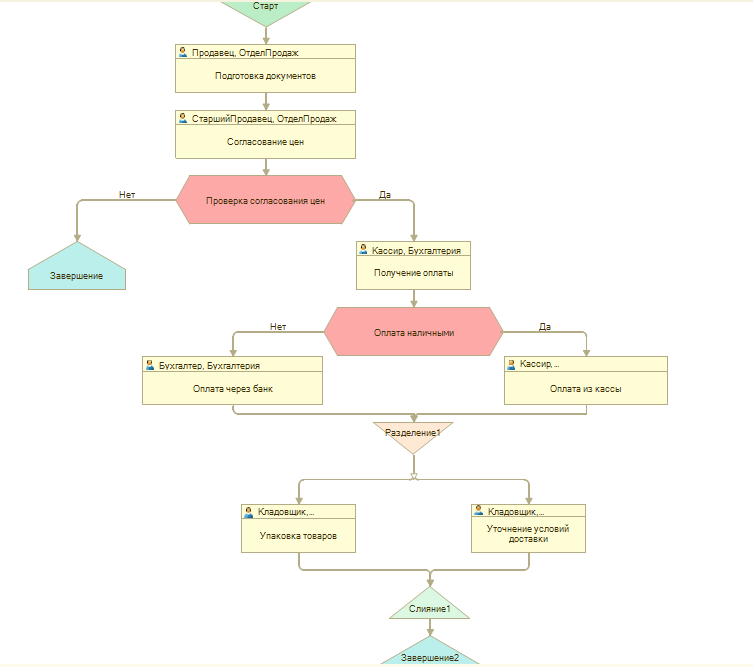 Старт
Продавец, ОтделПродаж
Подготовка документов
СтаршийПродавец, ОтделПродаж
Согласование цен
Нет
Проверка согласования цен
Да
Завершение
Кассир, Бухгалтерия
Получение оплаты
Нет
Оплата наличными
Да
Бухгалтер, Бухгалтерия
Оплата через банк
Кассир,...
Оплата из кассы
Разделение1
Кладовщик,...
Упаковка товаров
Кладовщик,...
Уточнение условий
доставки
Слияние1
Завершение2